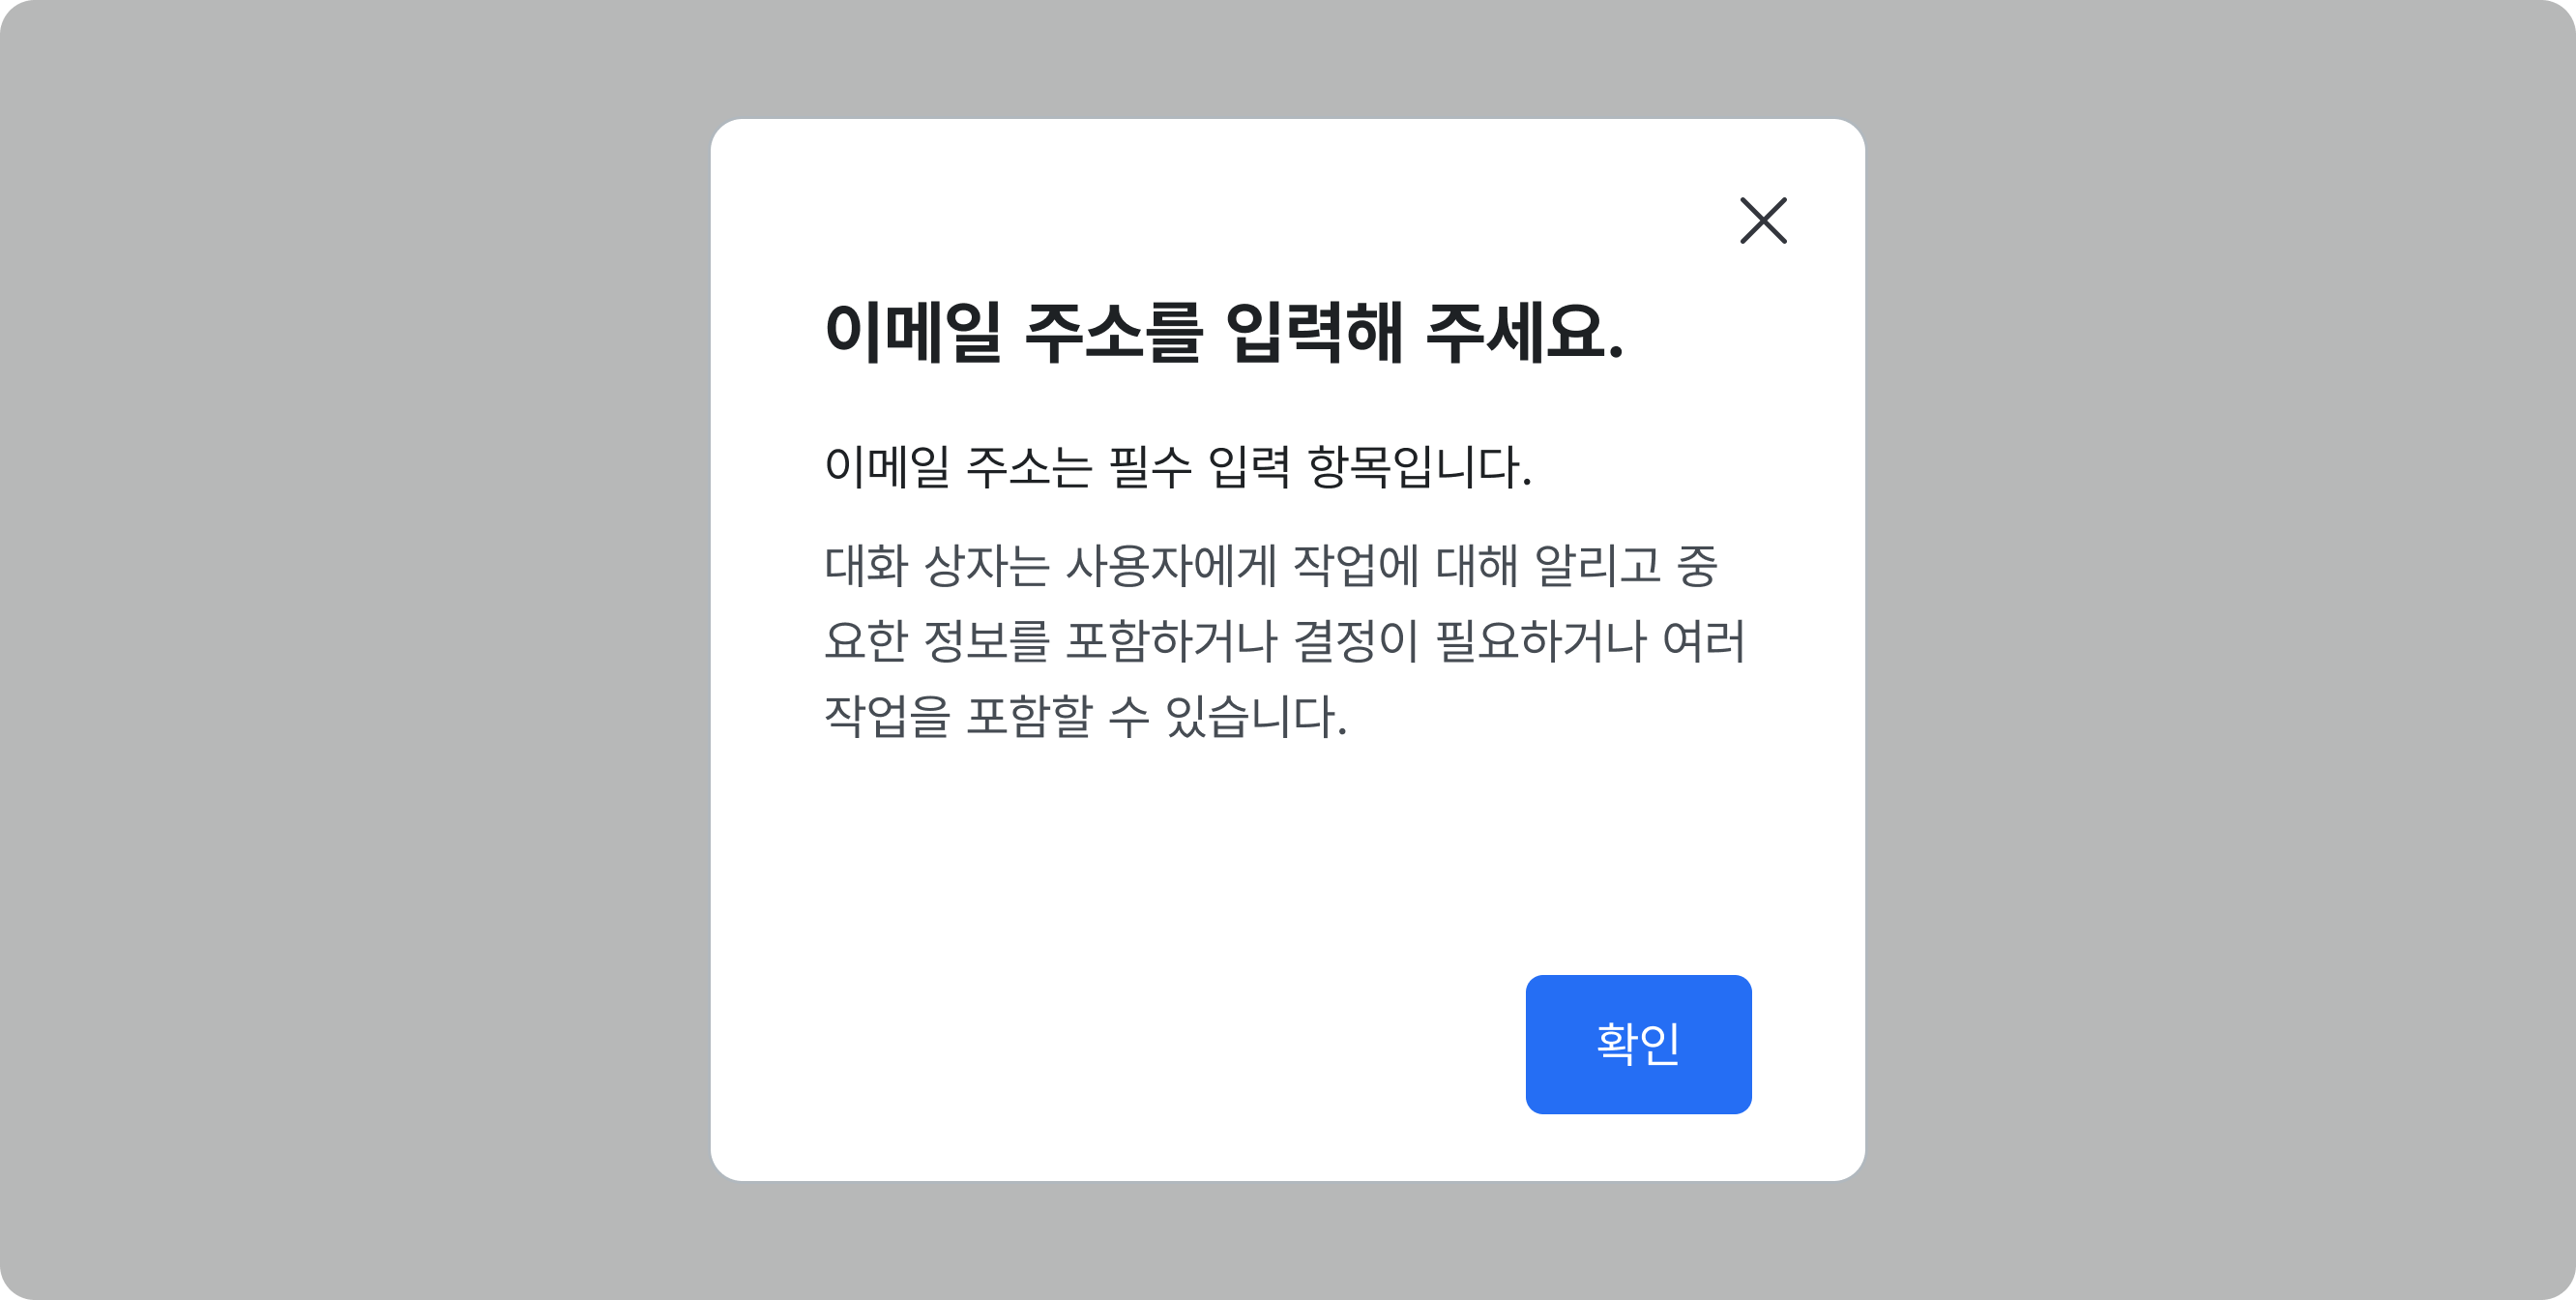 이메일 주소를 입력해 주세요.
이메일 주소는 필수 입력 항목입니다.
대화 상자는 사용자에게 작업에 대해 알리고 중
요한 정보를 포함하거나 결정이 필요하거나 여러
작업을 포함할 수 있습니다.
확인